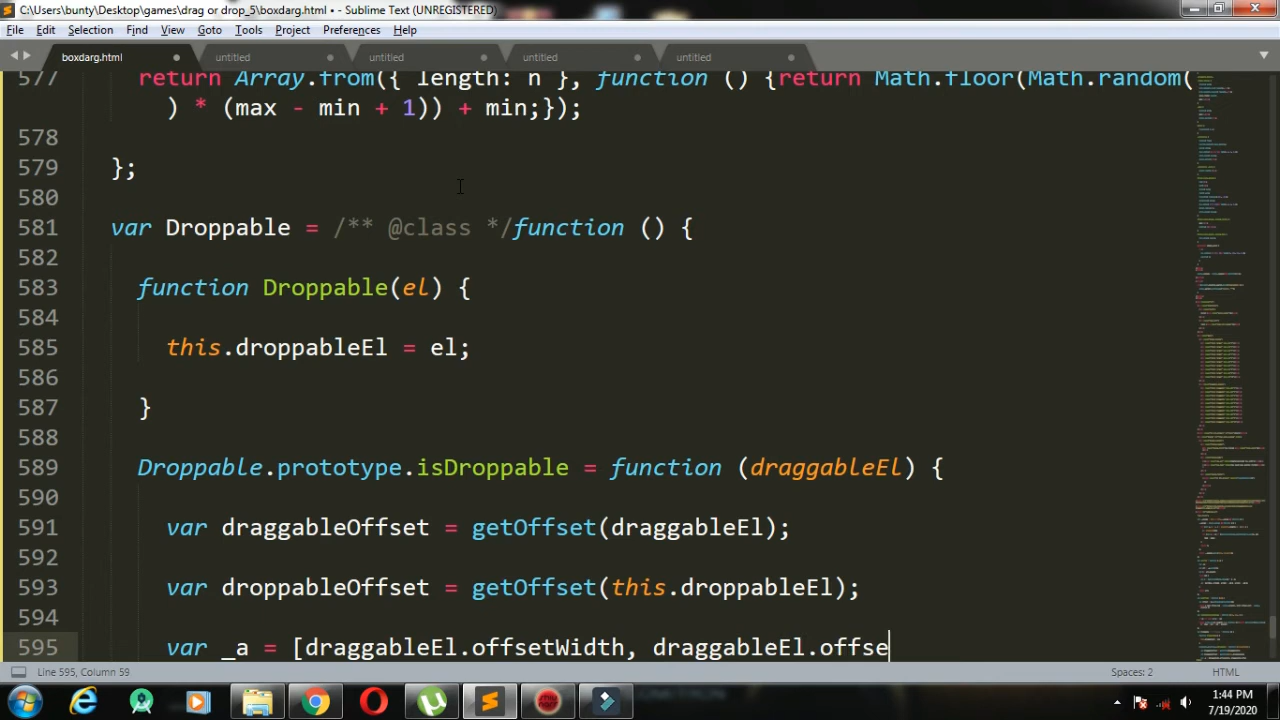 C:\Users\bunty\Desktop\games\drag or drop_5\boxdarg.html • - Sublime Text (UNREGISTERED)
File Edit Selection Find View Goto Tools Project Preferences Help
boxdarg.html untitled untitled untitled untitled
577 return Array.from({ length: n }, function () {return Math.floor(Math.random(
) * (max - min + 1)) + min;});
578
579 };
580
581 var Droppable = /** @class */function () {
582
583 function Droppable(el) {
584
585 this.droppableEl = el;
586
587 }
588
589 Droppable.prototype.isDroppable = function (draggableEl) {
590
591 var draggableOffset = getOffset(draggableEl);
592
593 var droppableOffset = getOffset(this.droppableEl);
594
595 var _a = [draggableEl.offsetWidth, draggableEl.offse
Line 595, Column 59 Spaces: 2 HTML
1:44 PM
7/19/2020